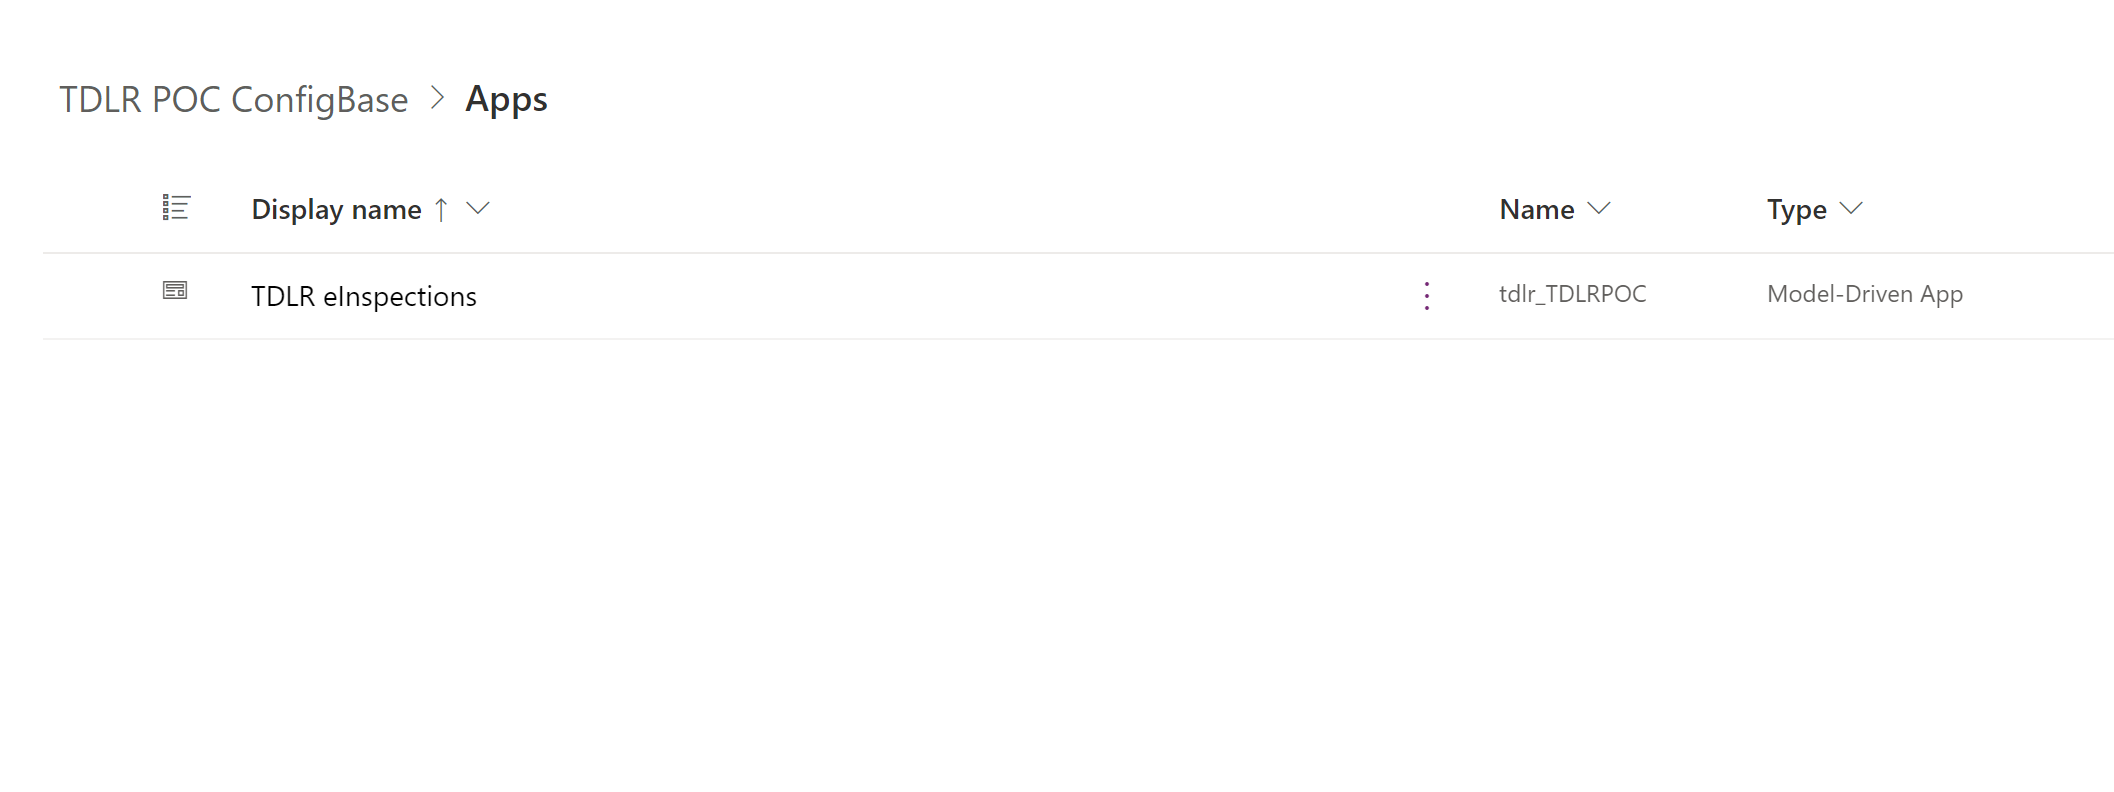 TDLR POC ConfigBase > Apps
Display name ↑ Name Type
TDLR eInspections tdlr_TDLRPOC Model-Driven App